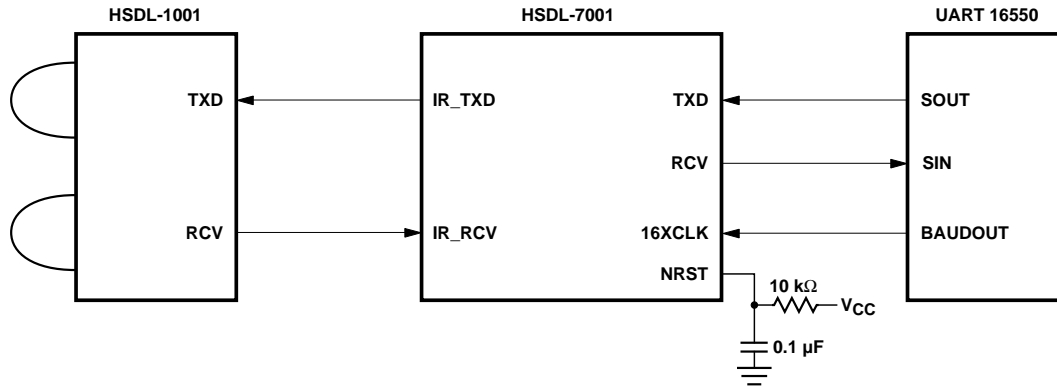 HSDL-1001
HSDL-7001
UART 16550
TXD
IR_TXD
TXD
SOUT
RCV
SIN
RCV
IR_RCV
16XCLK
BAUDOUT
NRST
10 kΩ
VCC
0.1 µF